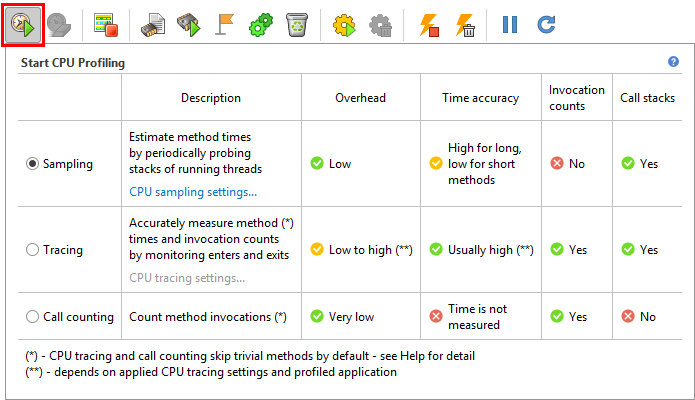 Start CPU Profiling
Description
Overhead
Time accuracy
Invocation
counts
Call stacks
Sampling
Estimate method times
by periodically probing
stacks of running threads
CPU sampling settings...
Low
High for long,
low for short
methods
No
Yes
Tracing
Accurately measure method (*)
times and invocation counts
by monitoring enters and exits
CPU tracing settings...
Low to high (**)
Usually high (**)
Yes
Yes
Call counting
Count method invocations (*)
Very low
Time is not
measured
Yes
No
(*) - CPU tracing and call counting skip trivial methods by default - see Help for detail
(**) - depends on applied CPU tracing settings and profiled application